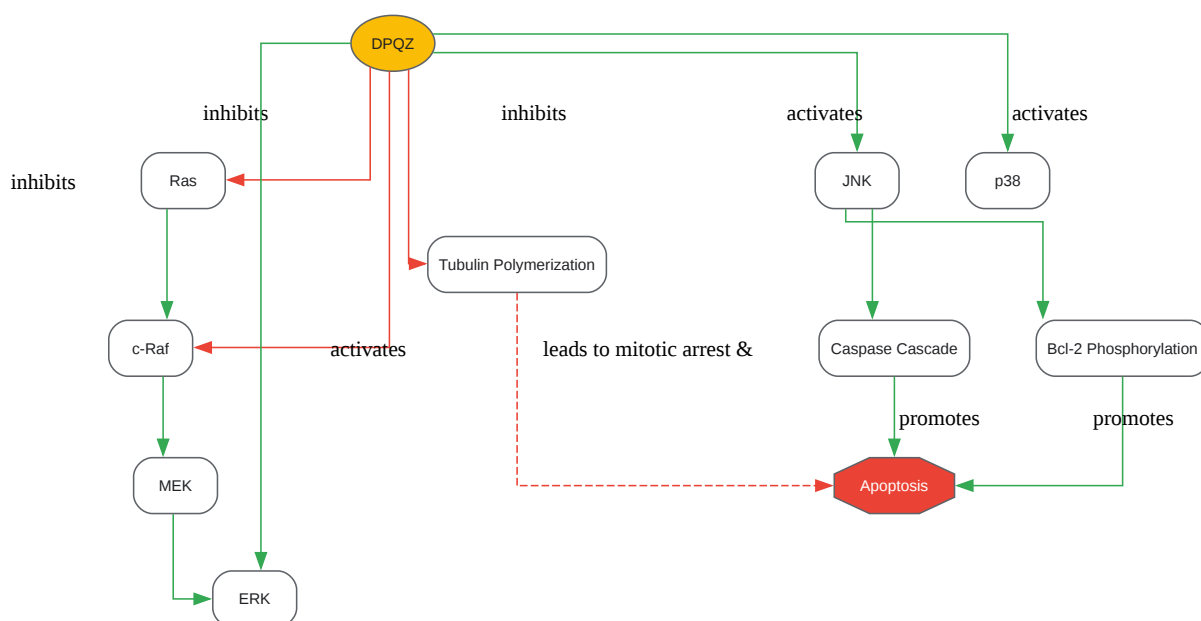 DPQZ
inhibits
inhibits
activates
activates
inhibits
Ras
JNK
p38
Tubulin Polymerization
c-Raf
activates
leads to mitotic arrest &
Caspase Cascade
Bcl-2 Phosphorylation
promotes
promotes
MEK
Apoptosis
ERK